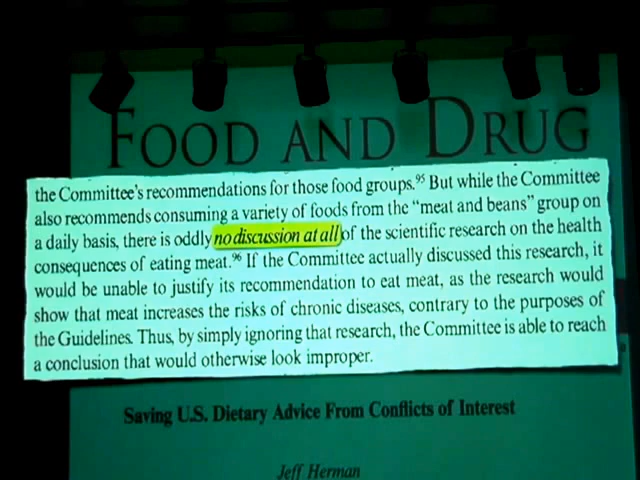 FOOD AND DRUG
the Committee's recommendations for those food groups.⁹⁵ But while the Committee
also recommends consuming a variety of foods from the "meat and beans" group on
a daily basis, there is oddly no discussion at all of the scientific research on the health
consequences of eating meat.⁹⁶ If the Committee actually discussed this research, it
would be unable to justify its recommendation to eat meat, as the research would
show that meat increases the risks of chronic diseases, contrary to the purposes of
the Guidelines. Thus, by simply ignoring that research, the Committee is able to reach
a conclusion that would otherwise look improper.
Saving U.S. Dietary Advice From Conflicts of Interest
Jeff Herman